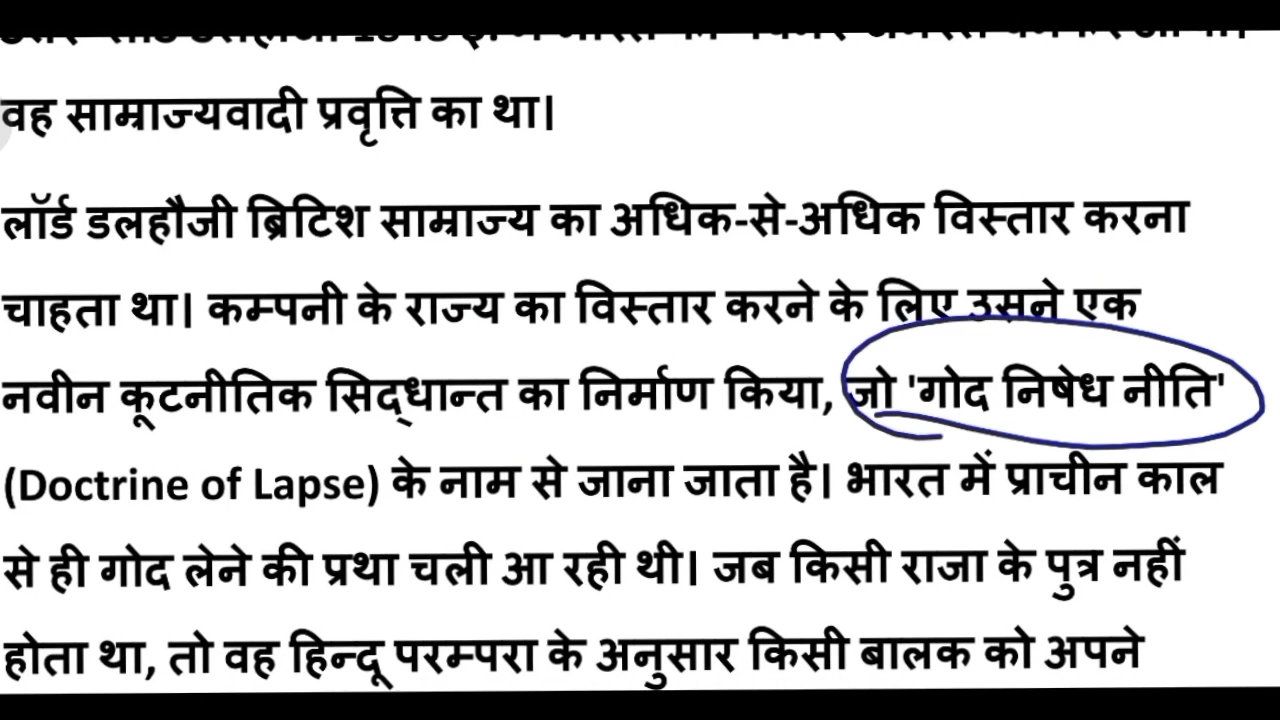 वह साम्राज्यवादी प्रवृत्ति का था।
लॉर्ड डलहौजी ब्रिटिश साम्राज्य का अधिक-से-अधिक विस्तार करना
चाहता था। कम्पनी के राज्य का विस्तार करने के लिए उसने एक
नवीन कूटनीतिक सिद्धान्त का निर्माण किया, जो 'गोद निषेध नीति'
(Doctrine of Lapse) के नाम से जाना जाता है। भारत में प्राचीन काल
से ही गोद लेने की प्रथा चली आ रही थी। जब किसी राजा के पुत्र नहीं
होता था, तो वह हिन्दू परम्परा के अनुसार किसी बालक को अपने